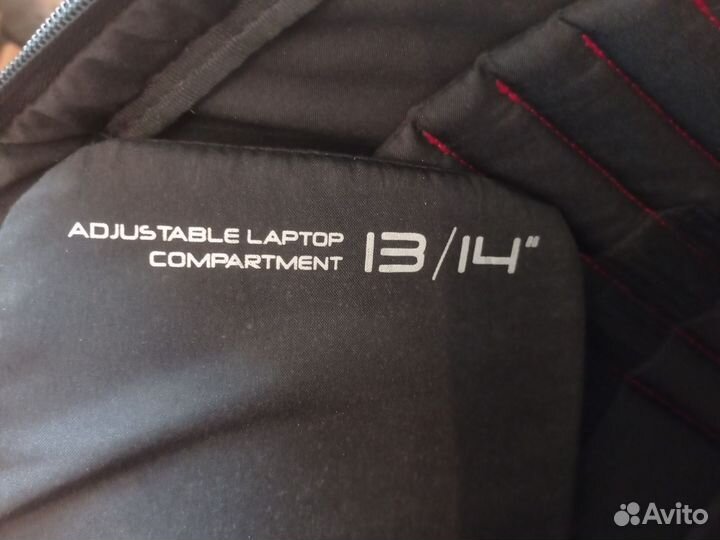 ADJUSTABLE LAPTOP
COMPARTMENT 13/14"
Avito